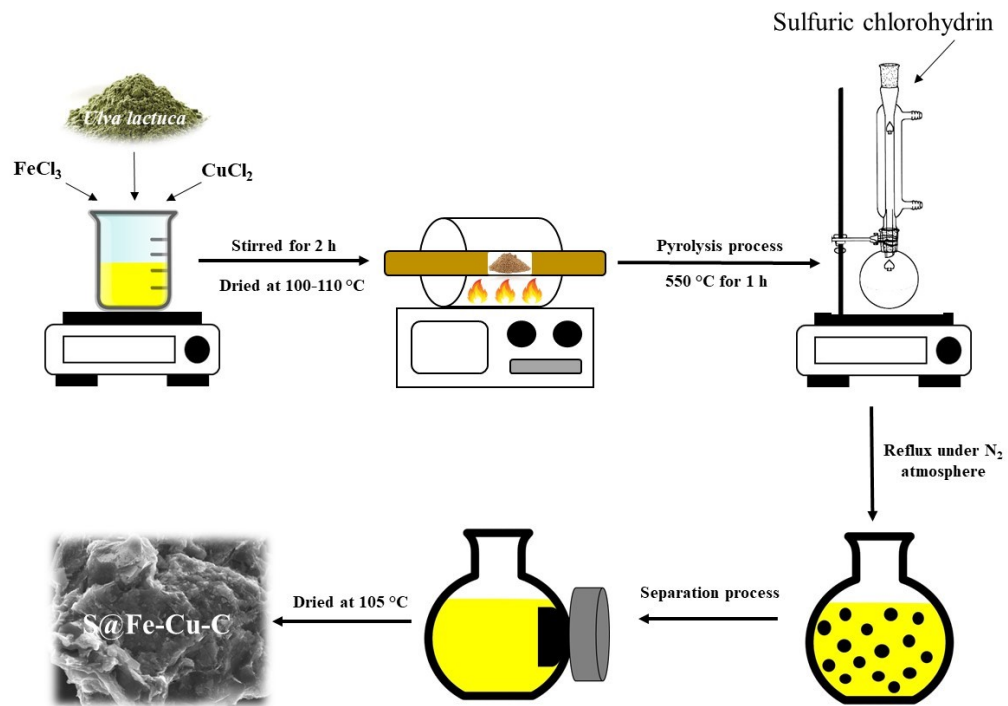 Sulfuric chlorohydrin
Ulva lactuca
FeCl₃
CuCl₂
Stirred for 2 h
Dried at 100-110 °C
Pyrolysis process
550 °C for 1 h
Reflux under N₂
atmosphere
Separation process
Dried at 105 °C
S@Fe-Cu-C